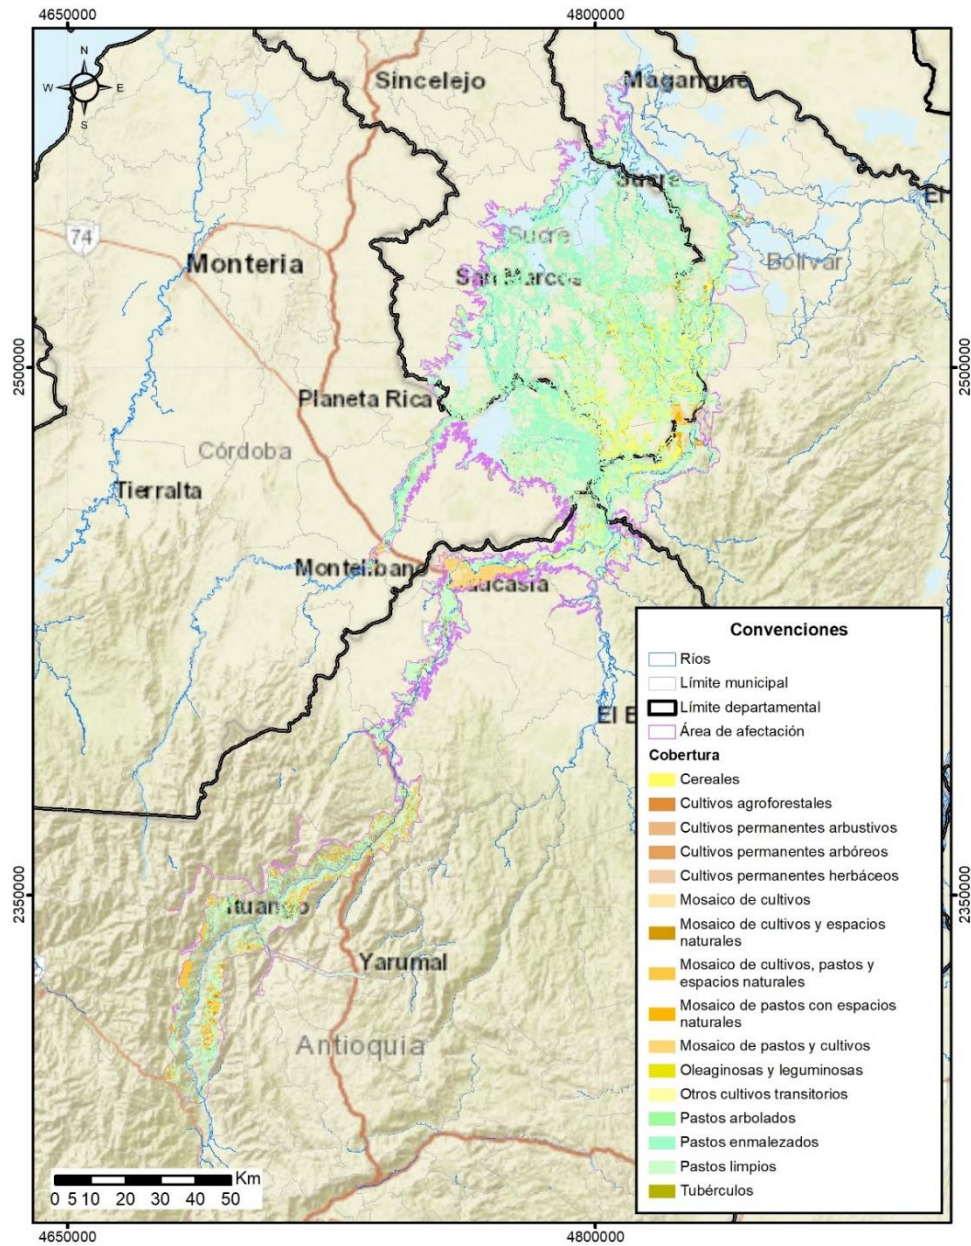 4650000
4800000
N
W
E
S
Sincelejo
Magangué
Sucre
El
74
Sucre
Bolívar
Monteria
San Marcos
2500000
2500000
Planeta Rica
Córdoba
Tierralta
Montelibano
Caucasia
El B
Ituango
2350000
2350000
Yarumal
Antioquia
Convenciones
Ríos
Límite municipal
Límite departamental
Área de afectación
Cobertura
Cereales
Cultivos agroforestales
Cultivos permanentes arbustivos
Cultivos permanentes arbóreos
Cultivos permanentes herbáceos
Mosaico de cultivos
Mosaico de cultivos y espacios
naturales
Mosaico de cultivos, pastos y
espacios naturales
Mosaico de pastos con espacios
naturales
Mosaico de pastos y cultivos
Oleaginosas y leguminosas
Otros cultivos transitorios
Pastos arbolados
Pastos enmalezados
Pastos limpios
Tubérculos
Km
0 5 10 20 30 40 50
4650000
4800000